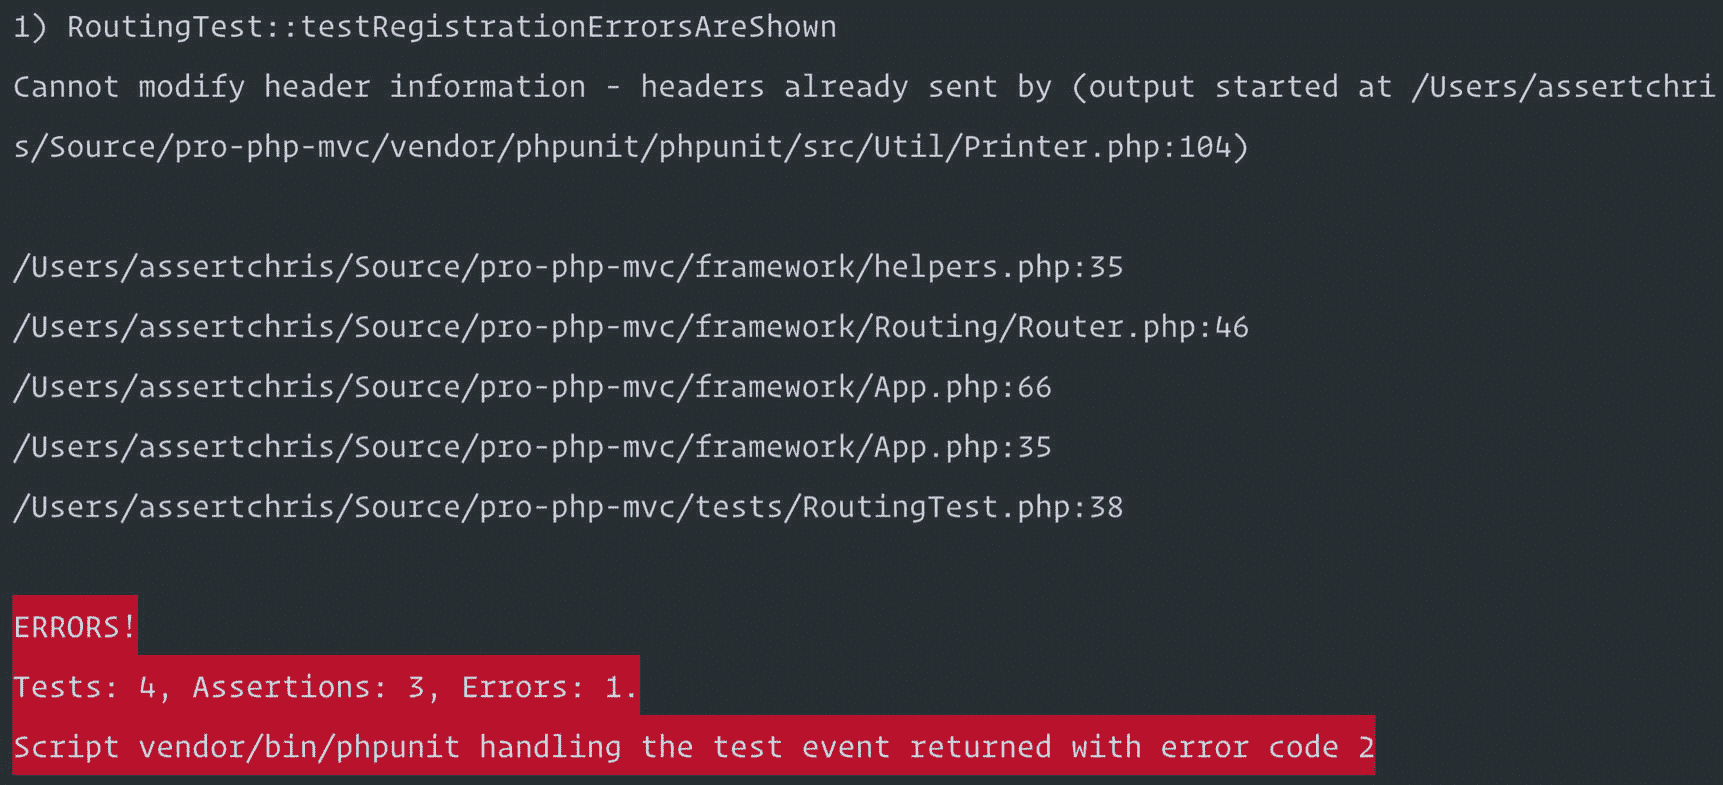 1) RoutingTest::testRegistrationErrorsAreShown
Cannot modify header information - headers already sent by (output started at /Users/assertchri
s/Source/pro-php-mvc/vendor/phpunit/phpunit/src/Util/Printer.php:104)
/Users/assertchris/Source/pro-php-mvc/framework/helpers.php:35
/Users/assertchris/Source/pro-php-mvc/framework/Routing/Router.php:46
/Users/assertchris/Source/pro-php-mvc/framework/App.php:66
/Users/assertchris/Source/pro-php-mvc/framework/App.php:35
/Users/assertchris/Source/pro-php-mvc/tests/RoutingTest.php:38
ERRORS!
Tests: 4, Assertions: 3, Errors: 1.
Script vendor/bin/phpunit handling the test event returned with error code 2